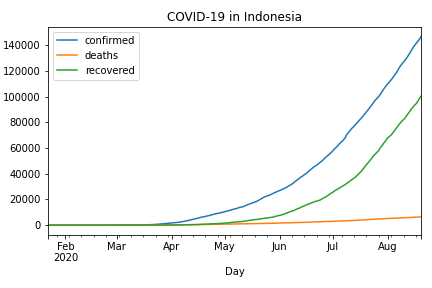 COVID-19 in Indonesia
confirmed
deaths
recovered
140000
120000
100000
80000
60000
40000
20000
0
Feb Mar Apr May Jun Jul Aug
2020
Day